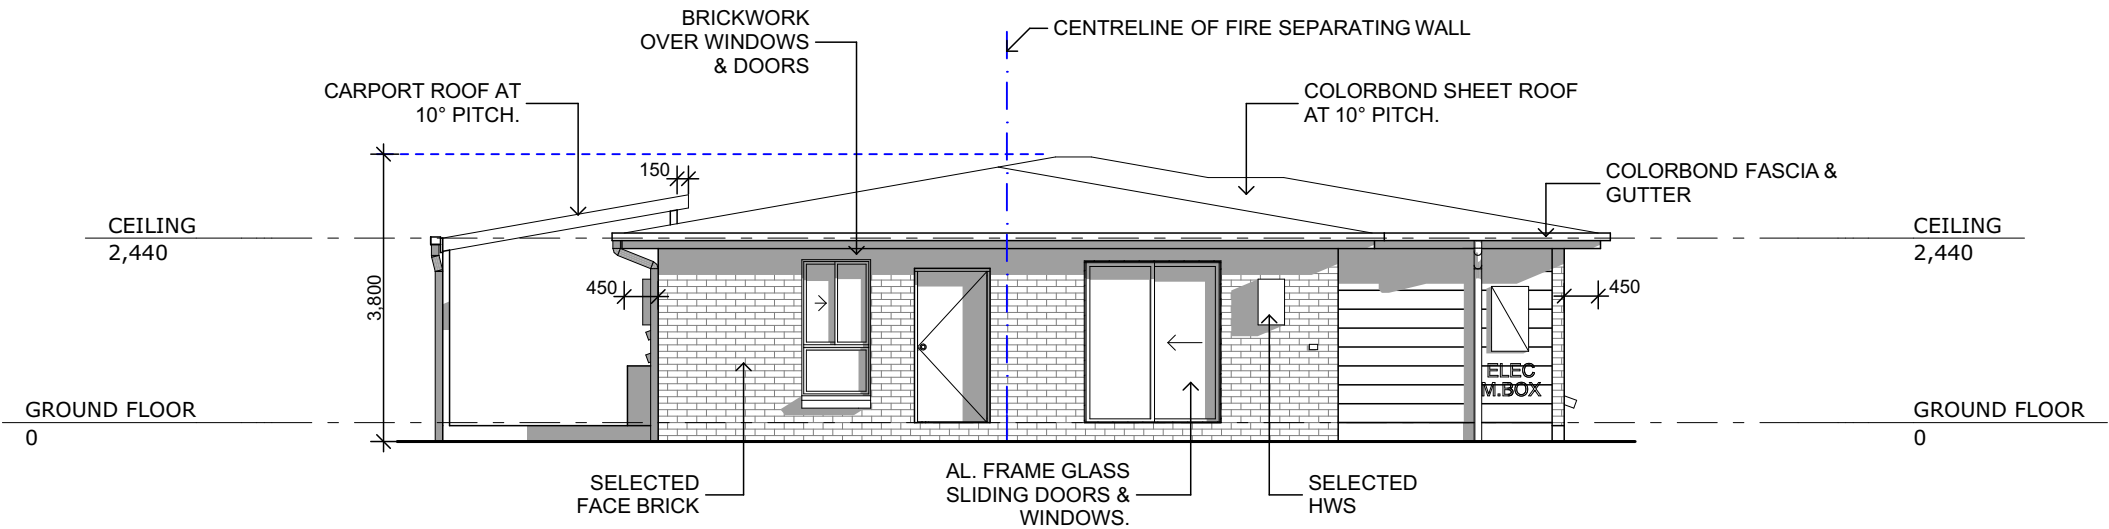 BRICKWORK
OVER WINDOWS
& DOORS
CENTRELINE OF FIRE SEPARATING WALL
CARPORT ROOF AT
10° PITCH.
COLORBOND SHEET ROOF
AT 10° PITCH.
150
COLORBOND FASCIA &
GUTTER
CEILING
2,440
CEILING
2,440
3,800
450
450
ELEC
M.BOX
GROUND FLOOR
0
GROUND FLOOR
0
SELECTED
FACE BRICK
AL. FRAME GLASS
SLIDING DOORS &
WINDOWS.
SELECTED
HWS